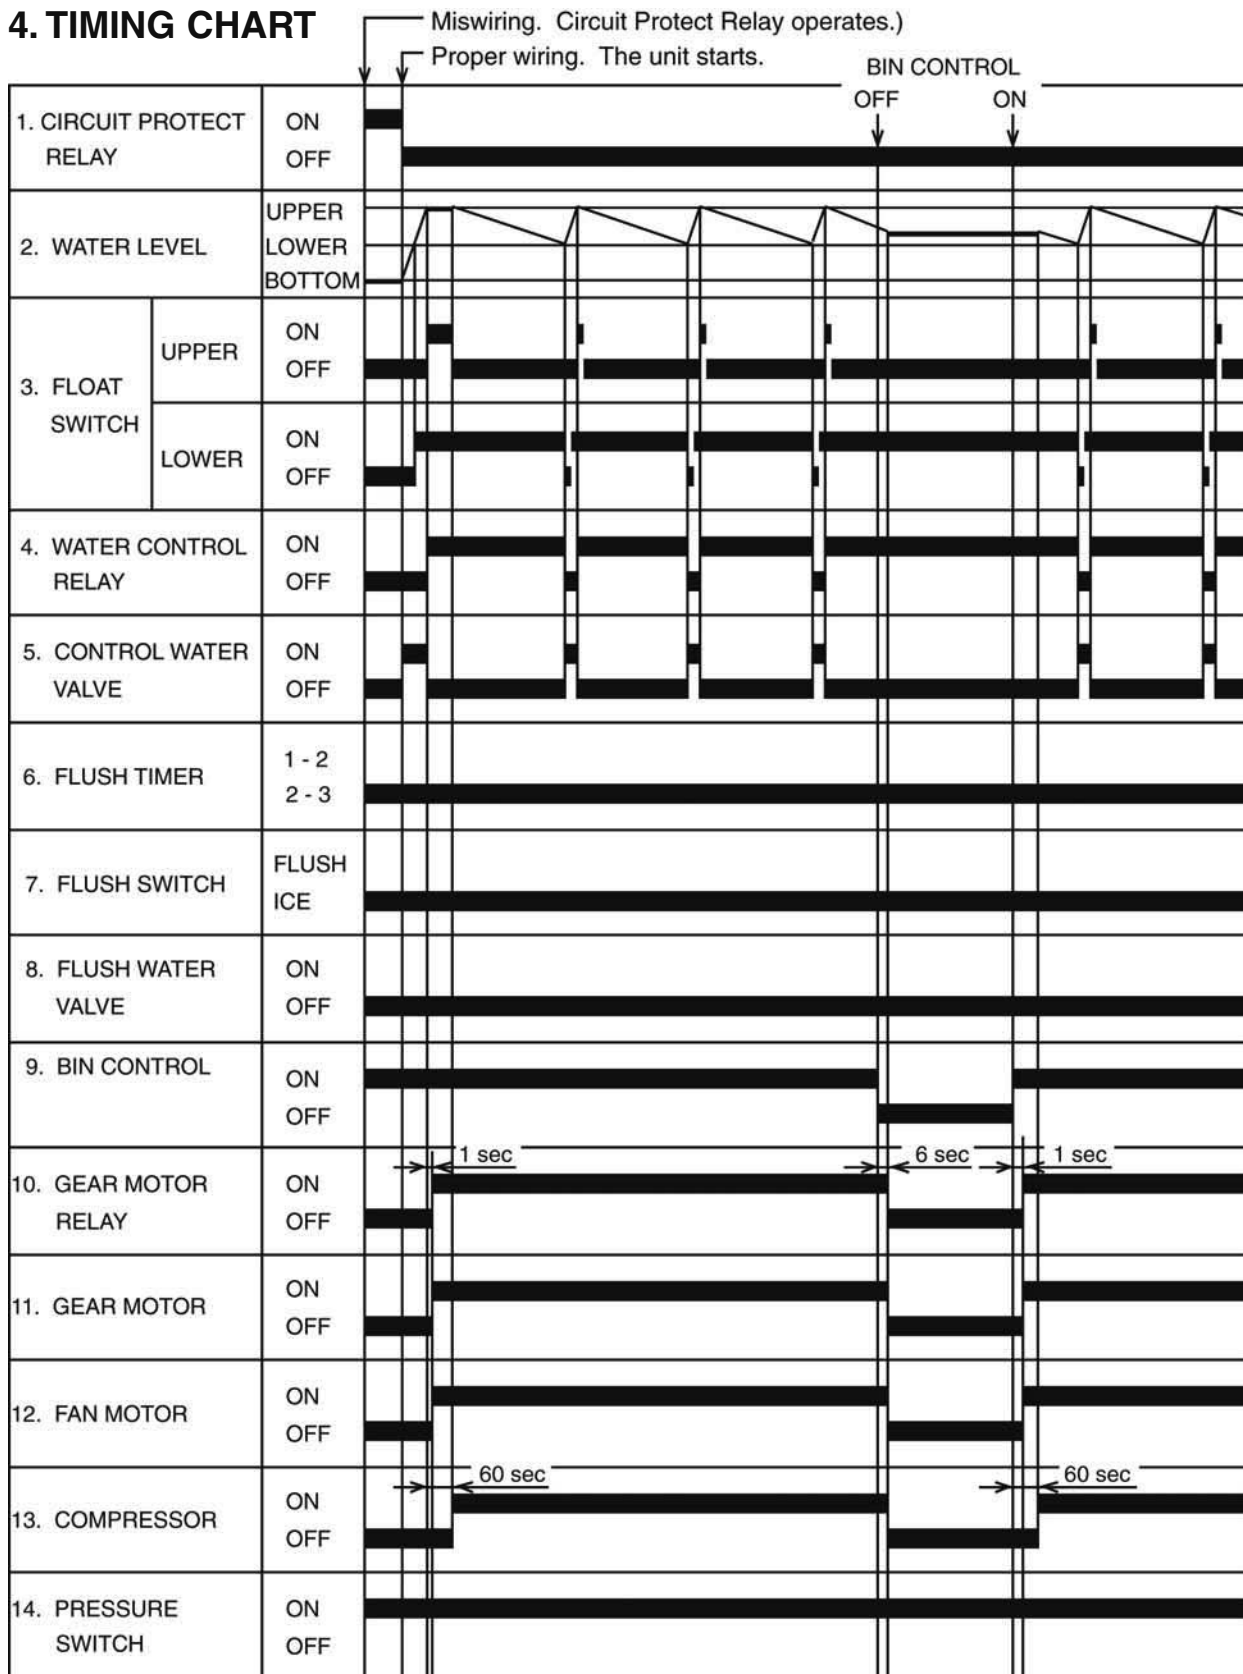 4. TIMING CHART
Miswiring. Circuit Protect Relay operates.)
Proper wiring. The unit starts.
BIN CONTROL
OFF ON
1. CIRCUIT PROTECT ON
RELAY OFF
UPPER
2. WATER LEVEL LOWER
BOTTOM
ON
UPPER
OFF
3. FLOAT
SWITCH
ON
LOWER
OFF
4. WATER CONTROL ON
RELAY OFF
5. CONTROL WATER ON
VALVE OFF
1 - 2
6. FLUSH TIMER
2 - 3
FLUSH
7. FLUSH SWITCH
ICE
8. FLUSH WATER ON
VALVE OFF
9. BIN CONTROL
ON
OFF
1 sec 6 sec 1 sec
10. GEAR MOTOR ON
RELAY OFF
ON
11. GEAR MOTOR
OFF
ON
12. FAN MOTOR
OFF
60 sec 60 sec
ON
13. COMPRESSOR
OFF
14. PRESSURE ON
SWITCH OFF